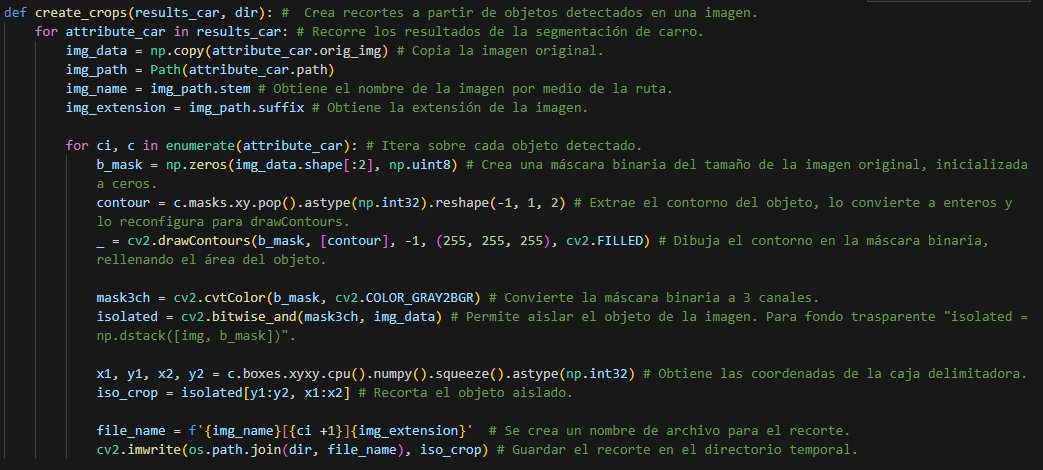 def create_crops(results_car, dir): #  Crea recortes a partir de objetos detectados en una imagen.
    for attribute_car in results_car: # Recorre los resultados de la segmentación de carro.
        img_data = np.copy(attribute_car.orig_img) # Copia la imagen original.
        img_path = Path(attribute_car.path)
        img_name = img_path.stem # Obtiene el nombre de la imagen por medio de la ruta.
        img_extension = img_path.suffix # Obtiene la extensión de la imagen.

        for ci, c in enumerate(attribute_car): # Itera sobre cada objeto detectado.
            b_mask = np.zeros(img_data.shape[:2], np.uint8) # Crea una máscara binaria del tamaño de la imagen original, inicializada
            a ceros.
            contour = c.masks.xy.pop().astype(np.int32).reshape(-1, 1, 2) # Extrae el contorno del objeto, lo convierte a enteros y
            lo reconfigura para drawContours.
            _ = cv2.drawContours(b_mask, [contour], -1, (255, 255, 255), cv2.FILLED) # Dibuja el contorno en la máscara binaria,
            rellenando el área del objeto.

            mask3ch = cv2.cvtColor(b_mask, cv2.COLOR_GRAY2BGR) # Convierte la máscara binaria a 3 canales.
            isolated = cv2.bitwise_and(mask3ch, img_data) # Permite aislar el objeto de la imagen. Para fondo trasparente "isolated =
            np.dstack([img, b_mask])".

            x1, y1, x2, y2 = c.boxes.xyxy.cpu().numpy().squeeze().astype(np.int32) # Obtiene las coordenadas de la caja delimitadora.
            iso_crop = isolated[y1:y2, x1:x2] # Recorta el objeto aislado.

            file_name = f'{img_name}[{ci +1}]{img_extension}'  # Se crea un nombre de archivo para el recorte.
            cv2.imwrite(os.path.join(dir, file_name), iso_crop) # Guardar el recorte en el directorio temporal.